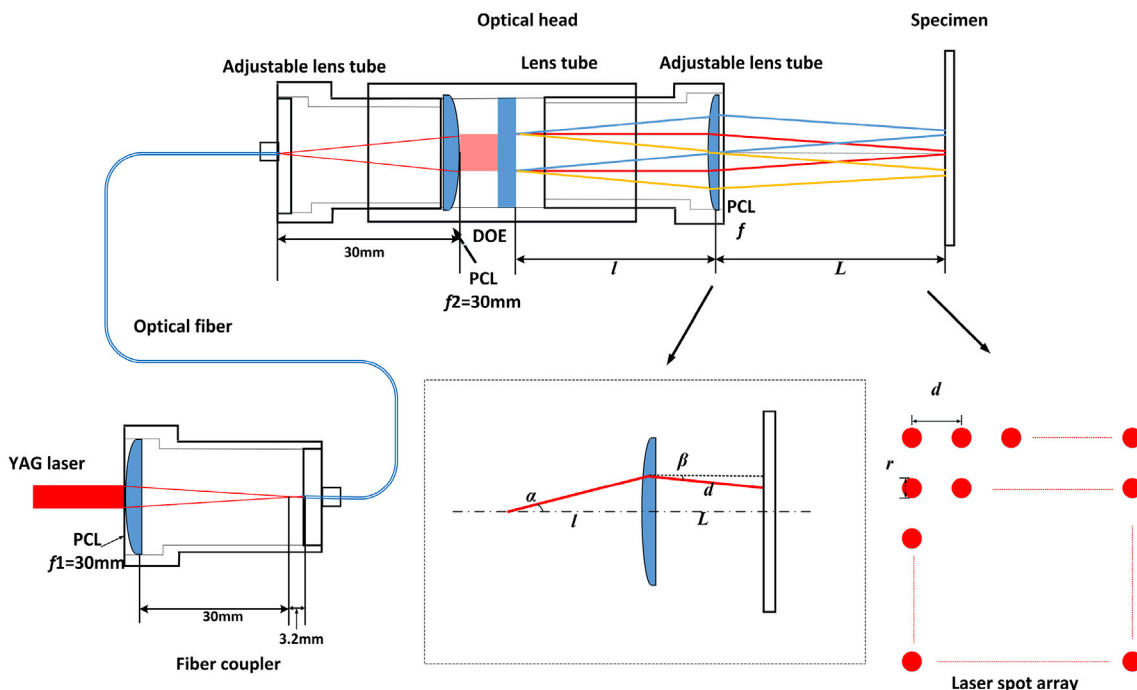 Optical head
Specimen
Adjustable lens tube
Lens tube
Adjustable lens tube
30mm
DOE
PCL
f2=30mm
PCL
f
l
L
Optical fiber
YAG laser
PCL
f1=30mm
30mm
3.2mm
Fiber coupler
α
l
β
d
L
d
r
Laser spot array